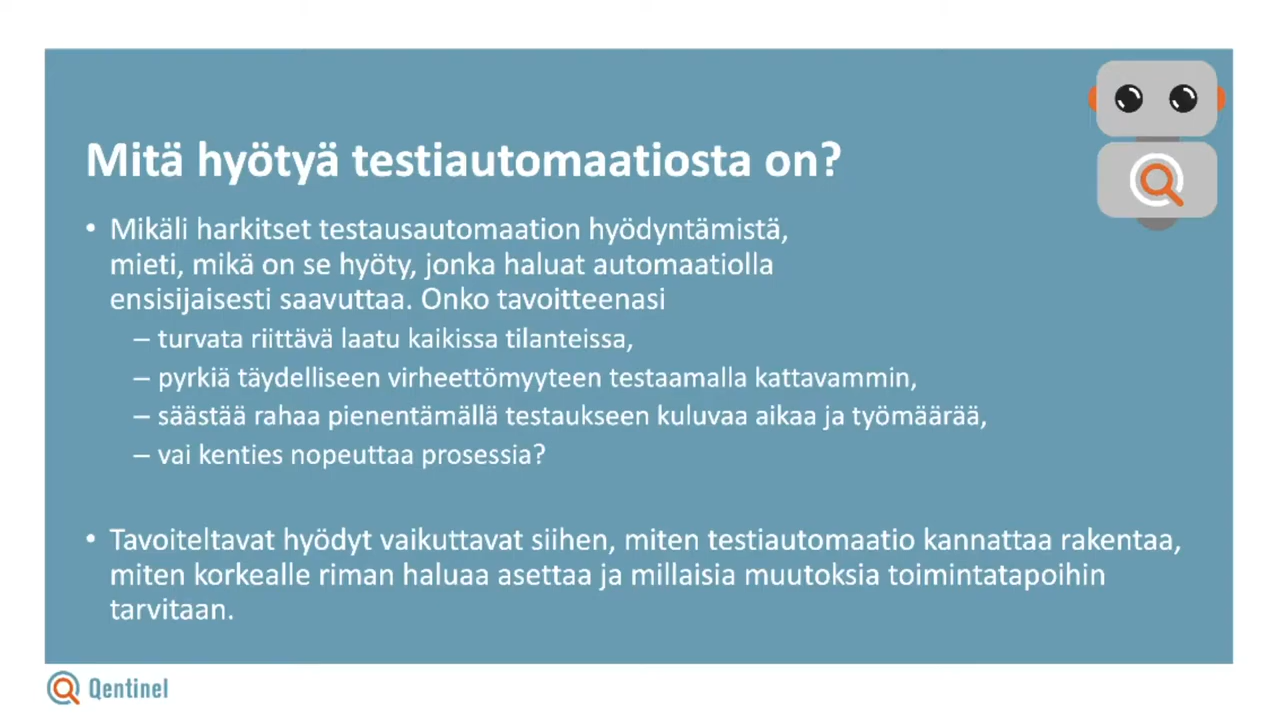 Mitä hyötyä testiautomaatiosta on?
• Mikäli harkitset testausautomaation hyödyntämistä,
mieti, mikä on se hyöty, jonka haluat automaatiolla
ensisijaisesti saavuttaa. Onko tavoitteenasi
– turvata riittävä laatu kaikissa tilanteissa,
– pyrkiä täydelliseen virheettömyyteen testaamalla kattavammin,
– säästää rahaa pienentämällä testaukseen kuluvaa aikaa ja työmäärää,
– vai kenties nopeuttaa prosessia?
• Tavoiteltavat hyödyt vaikuttavat siihen, miten testiautomaatio kannattaa rakentaa,
miten korkealle riman haluaa asettaa ja millaisia muutoksia toimintatapoihin
tarvitaan.
Qentinel